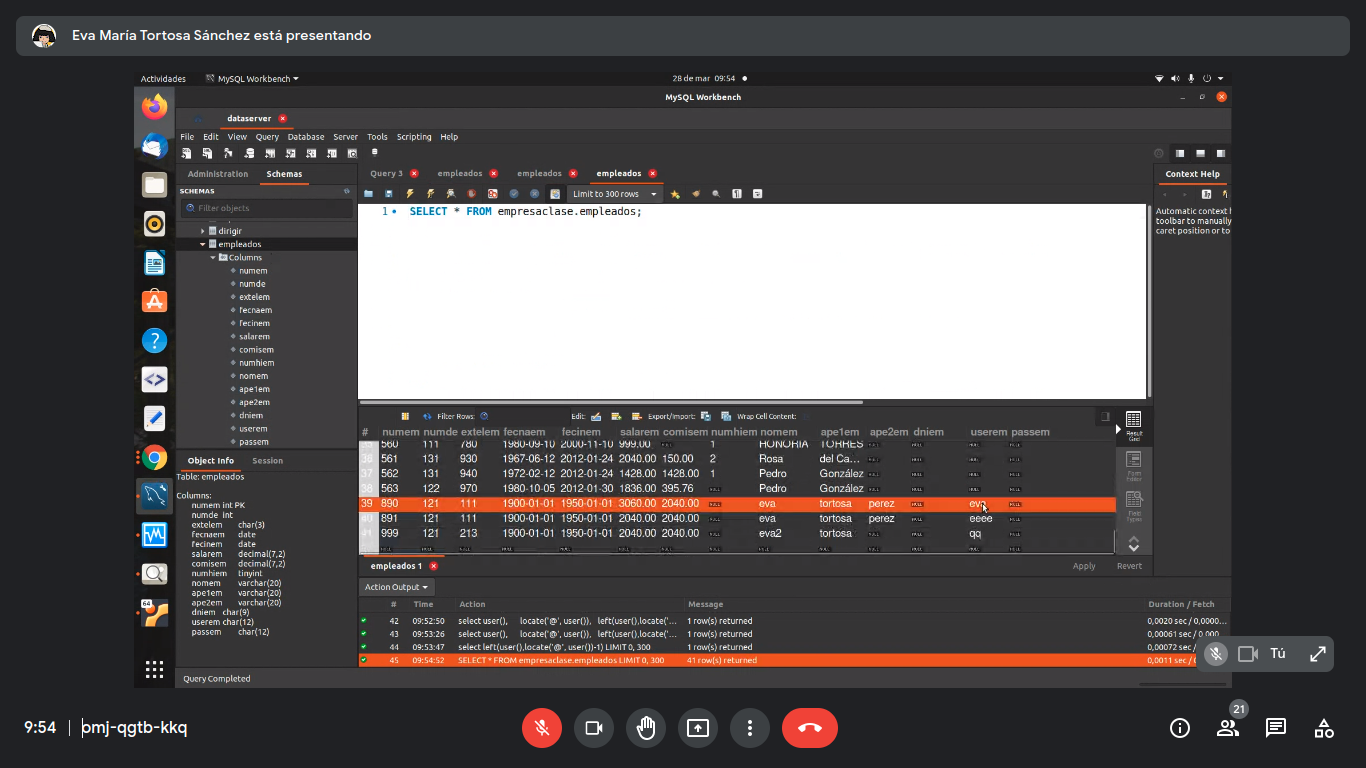 Eva María Tortosa Sánchez está presentando
Actividades MySQL Workbench 28 de mar 09:54
MySQL Workbench
dataserver
File Edit View Query Database Server Tools Scripting Help
Administration Schemas
Query 3 empleados empleados empleados
Context Help
SCHEMAS
Filter objects
Limit to 300 rows
1 SELECT * FROM empresaclase.empleados;
Automatic context h
toolbar to manually
caret position or to
dirigir
empleados
Columns
numem
numde
extelem
fecnaem
fecinem
salarem
comisem
numhiem
nomem
ape1em
ape2em
dniem
userem
passem
Filter Rows: Edit: Export/Import: Wrap Cell Content:
# numem numde extelem fecnaem fecinem salarem comisem numhiem nomem ape1em ape2em dniem userem passem
35 560 111 780 1980-09-10 2000-11-10 999.00 NULL 1 HONORIA TORRES NULL NULL NULL
36 561 131 930 1967-06-12 2012-01-24 2040.00 150.00 2 Rosa del Ca... NULL NULL NULL NULL
37 562 131 940 1972-02-12 2012-01-24 1428.00 1428.00 1 Pedro González NULL NULL NULL NULL
38 563 122 970 1980-10-05 2012-01-30 1836.00 395.76 NULL Pedro González NULL NULL NULL NULL
39 890 121 111 1900-01-01 1950-01-01 3060.00 2040.00 NULL eva tortosa perez NULL eva NULL
40 891 121 111 1900-01-01 1950-01-01 2040.00 2040.00 NULL eva tortosa perez NULL eeee NULL
41 999 121 213 1900-01-01 1950-01-01 2040.00 2040.00 NULL eva2 tortosa NULL NULL qq NULL
NULL NULL NULL NULL NULL NULL NULL NULL NULL NULL NULL NULL NULL NULL
Result Grid
Form Editor
Field Types
Object Info Session
Table: empleados
Columns:
numem int PK
numde int
extelem char(3)
fecnaem date
fecinem date
salarem decimal(7,2)
comisem decimal(7,2)
numhiem tinyint
nomem varchar(20)
ape1em varchar(20)
ape2em varchar(20)
dniem char(9)
userem char(12)
passem char(12)
empleados 1 Apply Revert
Action Output
# Time Action Message Duration / Fetch
42 09:52:50 select user(), locate('@', user()), left(user(),locate('... 1 row(s) returned 0,0020 sec / 0,0000...
43 09:53:26 select user(), locate('@', user()), left(user(),locate('... 1 row(s) returned 0,00061 sec / 0,000
44 09:53:47 select left(user(),locate('@', user())-1) LIMIT 0, 300 1 row(s) returned 0,00072 sec /
45 09:54:52 SELECT * FROM empresaclase.empleados LIMIT 0, 300 41 row(s) returned 0,0011 sec /
Query Completed
Tú
9:54 | omj-qgtb-kkq
21